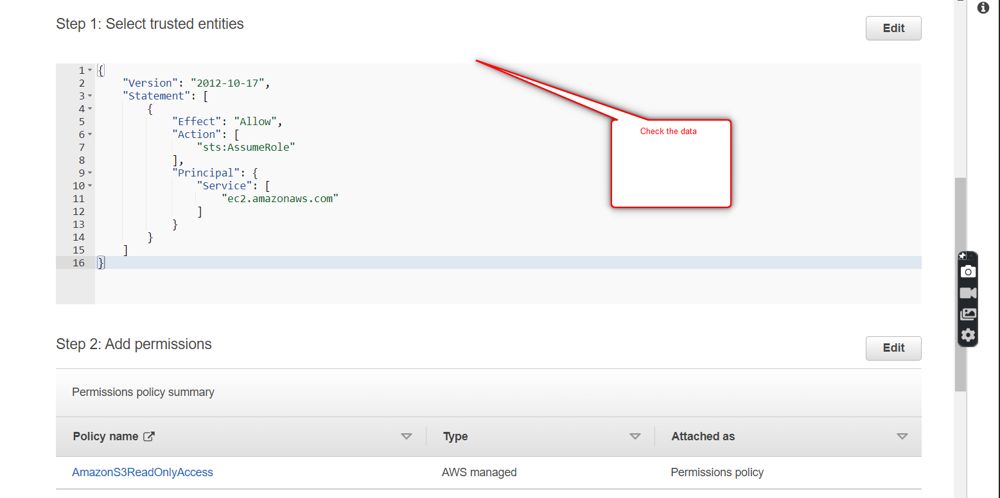 Step 1: Select trusted entities
Edit
1 {
2 "Version": "2012-10-17",
3 "Statement": [
4 {
5 "Effect": "Allow",
6 "Action": [
7 "sts:AssumeRole"
8 ],
9 "Principal": {
10 "Service": [
11 "ec2.amazonaws.com"
12 ]
13 }
14 }
15 ]
16 }
Check the data
Step 2: Add permissions
Edit
Permissions policy summary
Policy name Type Attached as
AmazonS3ReadOnlyAccess AWS managed Permissions policy